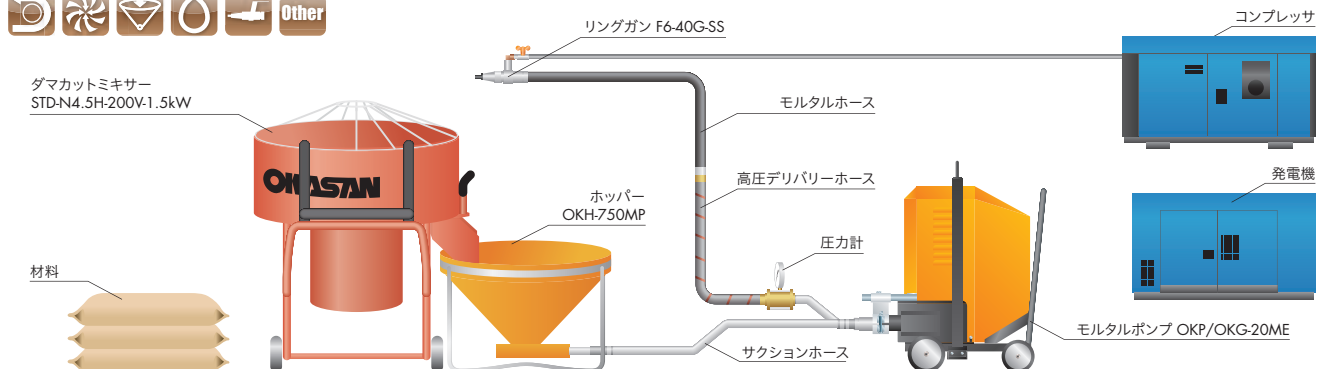 Other
リングガン F6-40G-SS
コンプレッサ
ダマカットミキサー
STD-N4.5H-200V-1.5kW
モルタルホース
OKASAN
高圧デリバリーホース
発電機
ホッパー
OKH-750MP
圧力計
材料
モルタルポンプ OKP/OKG-20ME
サクションホース